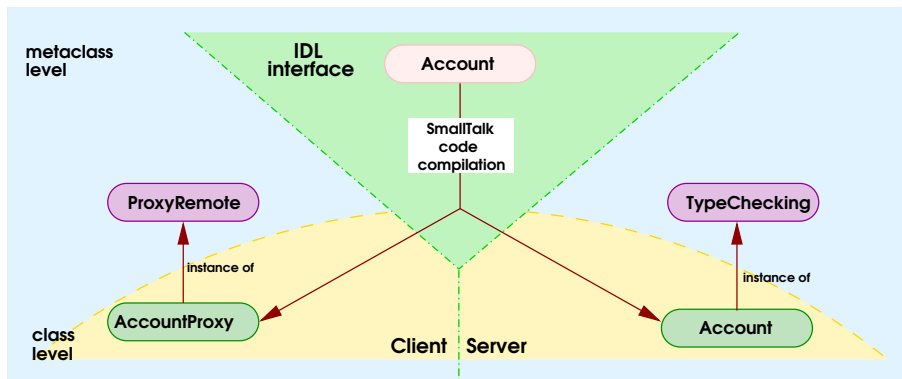 metaclass
level
IDL
interface
Account
SmallTalk
code
compilation
ProxyRemote
TypeChecking
instance of
instance of
AccountProxy
Account
class
level
Client
Server